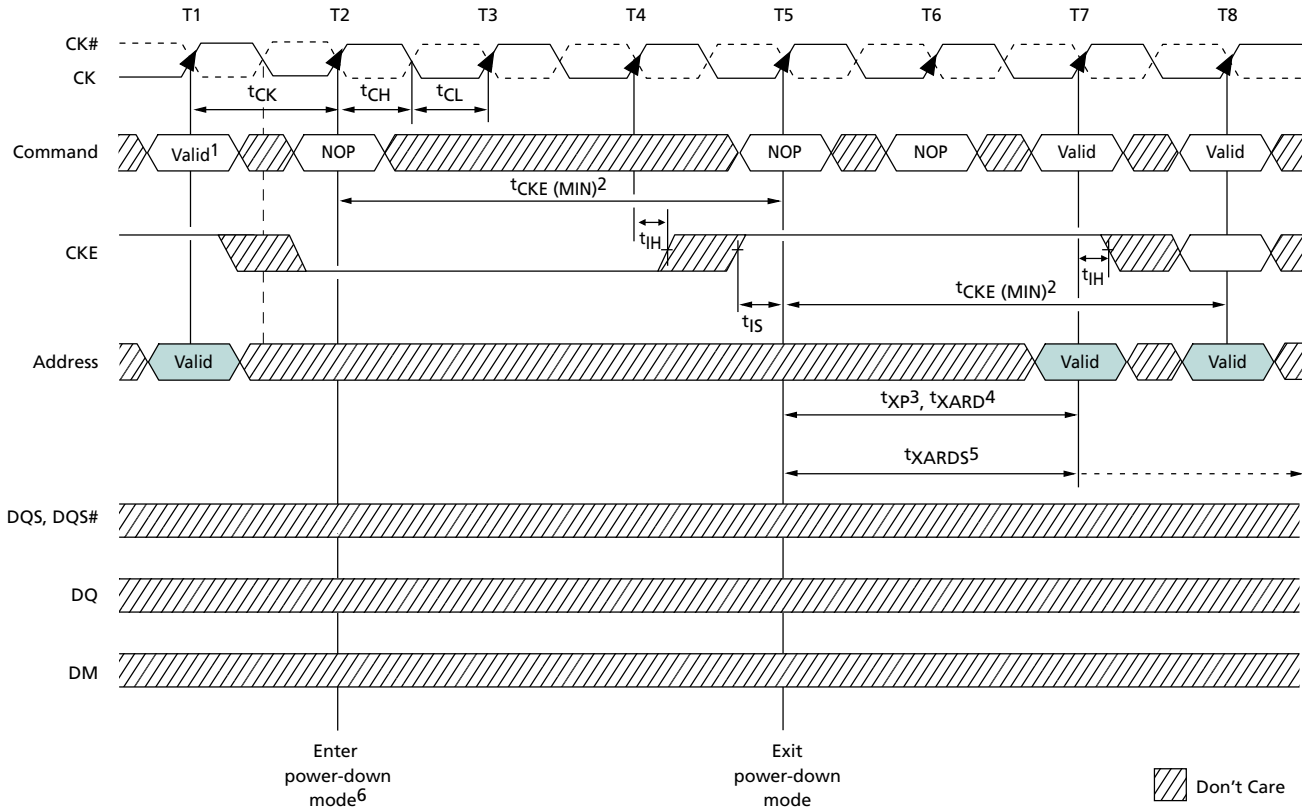 T1 T2 T3 T4 T5 T6 T7 T8
CK#
CK
tCK tCH tCL
Command Valid1 NOP NOP NOP Valid Valid
tCKE (MIN)2
CKE tIH tIH
tCKE (MIN)2
tIS
Address Valid Valid Valid
tXP3, tXARD4
tXARDS5
DQS, DQS#
DQ
DM
Enter
power-down
mode6
Exit
power-down
mode
Don't Care